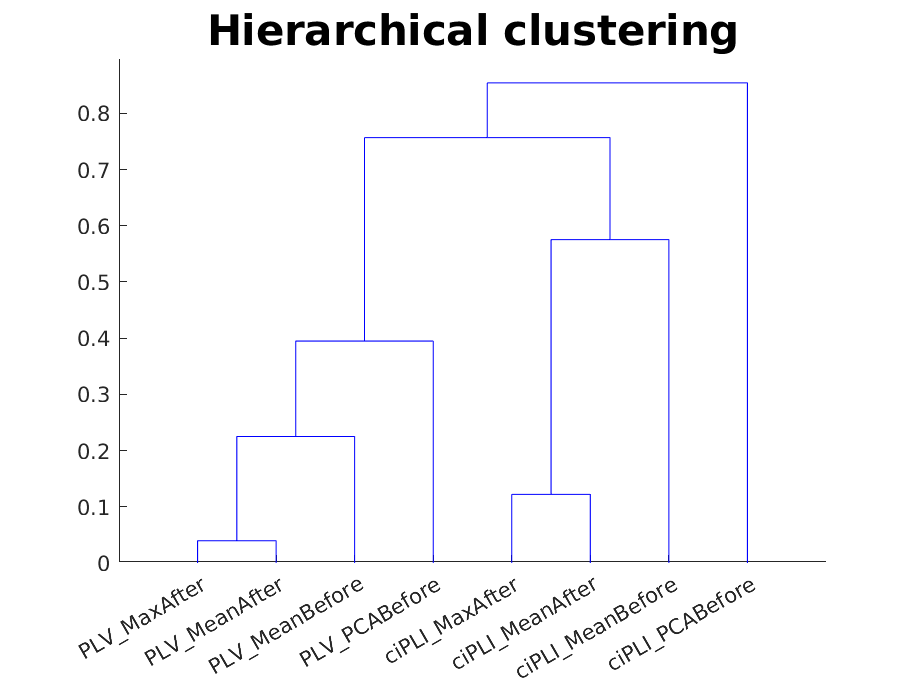 Hierarchical clustering
0.8
0.7
0.6
0.5
0.4
0.3
0.2
0.1
0
PLV_MaxAfter
PLV_MeanAfter
PLV_MeanBefore
PLV_PCABefore
ciPLI_MaxAfter
ciPLI_MeanAfter
ciPLI_MeanBefore
ciPLI_PCABefore